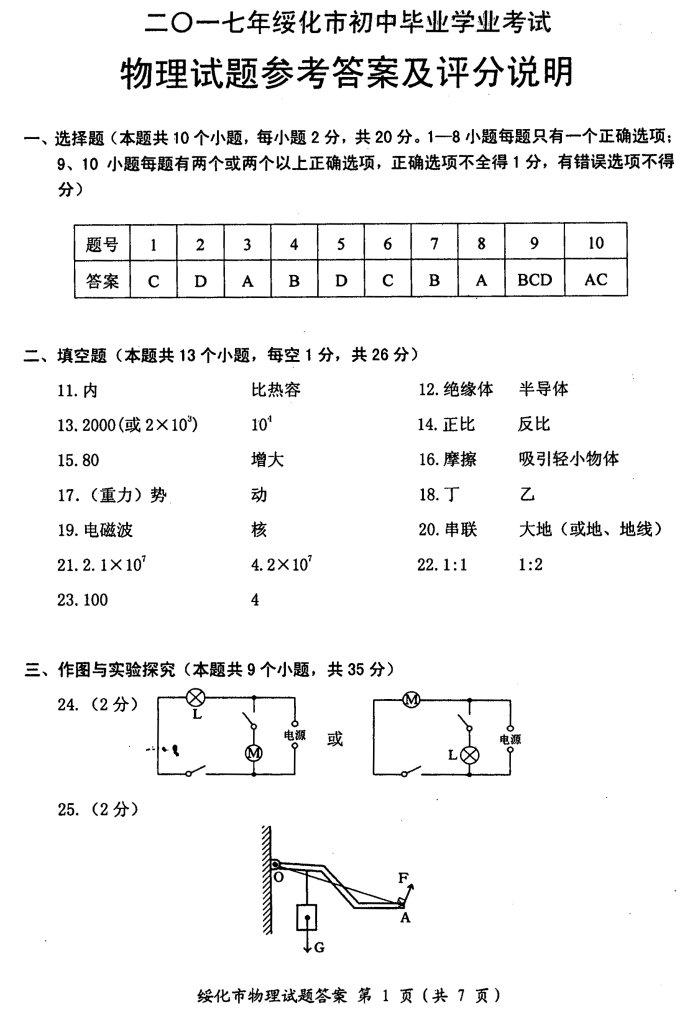 二〇一七年绥化市初中毕业学业考试
物理试题参考答案及评分说明
一、选择题（本题共10个小题，每小题2分，共20分。1—8小题每题只有一个正确选项；
9、10 小题每题有两个或两个以上正确选项，正确选项不全得1分，有错误选项不得
分）
题号 1 2 3 4 5 6 7 8 9 10
答案 C D A B D C B A BCD AC
二、填空题（本题共13个小题，每空1分，共26分）
11.内 比热容 12.绝缘体 半导体
13.2000(或2×10³) 10⁴ 14.正比 反比
15.80 增大 16.摩擦 吸引轻小物体
17.（重力）势 动 18.丁 乙
19.电磁波 核 20.串联 大地（或地、地线）
21.2.1×10⁷ 4.2×10⁷ 22.1:1 1:2
23.100 4
三、作图与实验探究（本题共9个小题，共35分）
24.（2分） L M 电源 或 M L 电源
25.（2分）
O F A G
绥化市物理试题答案 第 1 页（共 7 页）